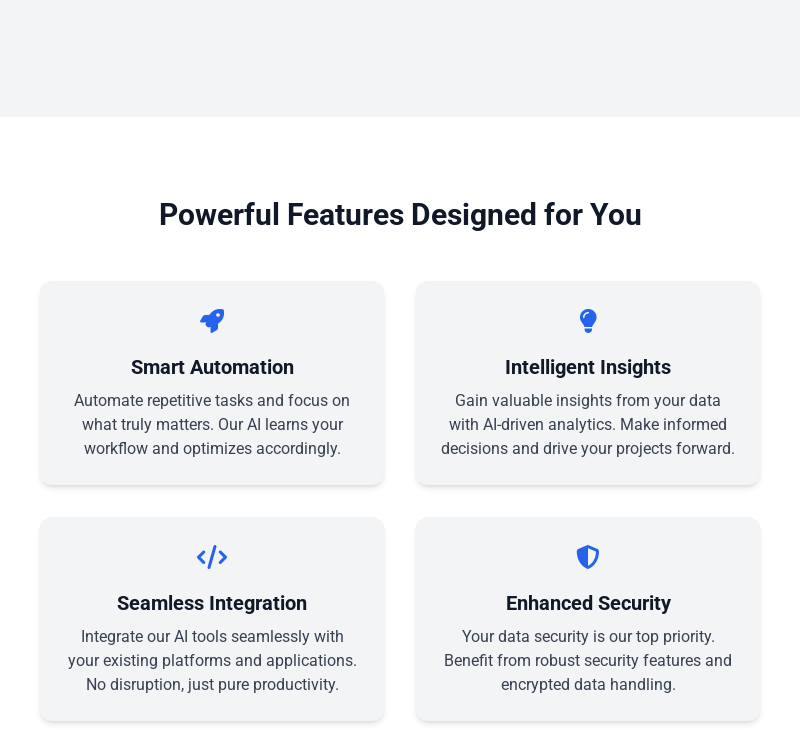 Powerful Features Designed for You
Smart Automation
Automate repetitive tasks and focus on
what truly matters. Our AI learns your
workflow and optimizes accordingly.
Intelligent Insights
Gain valuable insights from your data
with AI-driven analytics. Make informed
decisions and drive your projects forward.
Seamless Integration
Integrate our AI tools seamlessly with
your existing platforms and applications.
No disruption, just pure productivity.
Enhanced Security
Your data security is our top priority.
Benefit from robust security features and
encrypted data handling.